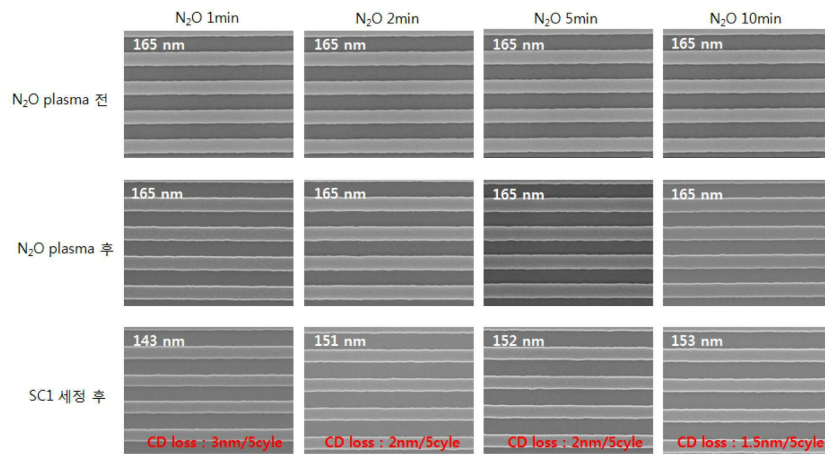 N₂O 1min N₂O 2min N₂O 5min N₂O 10min
N₂O plasma 전 165 nm 165 nm 165 nm 165 nm
N₂O plasma 후 165 nm 165 nm 165 nm 165 nm
SC1 세정 후 143 nm 151 nm 152 nm 153 nm
CD loss : 3nm/5cyle CD loss : 2nm/5cyle CD loss : 2nm/5cyle CD loss : 1.5nm/5cyle